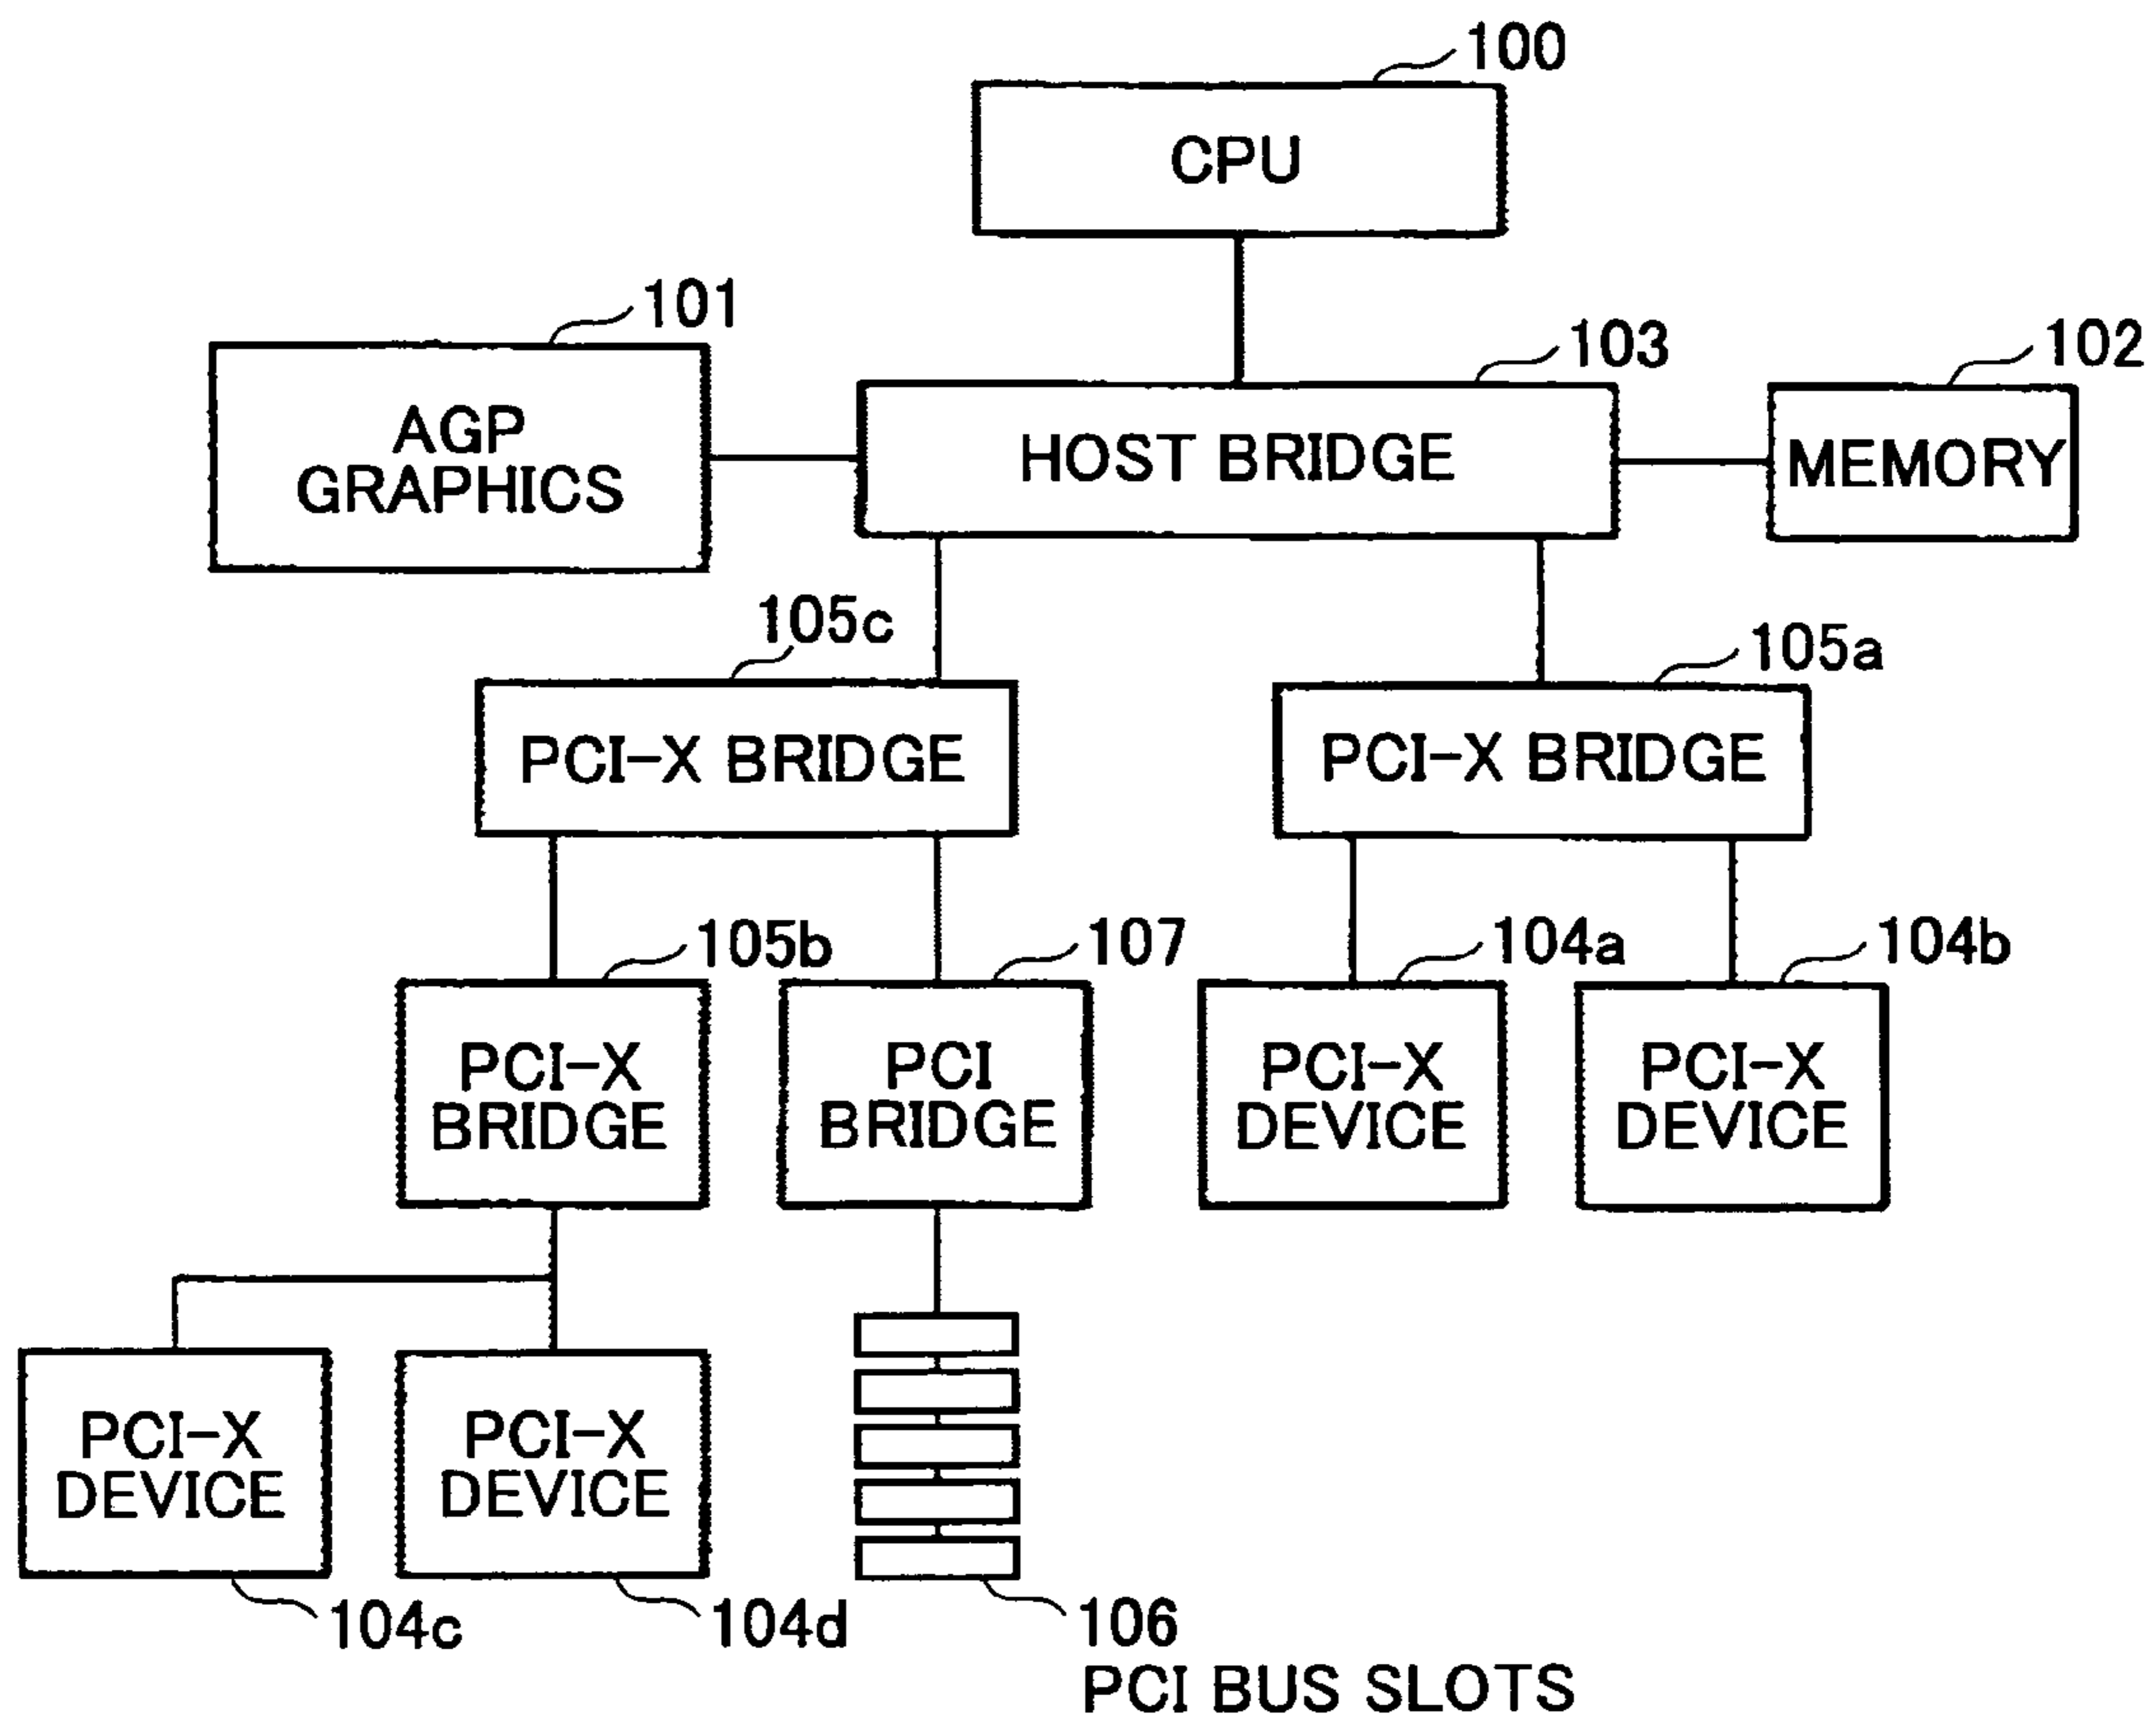 100
CPU
101
103
102
AGP
GRAPHICS
HOST BRIDGE
MEMORY
105c
105a
PCI-X BRIDGE
PCI-X BRIDGE
105b
107
104a
104b
PCI-X
BRIDGE
PCI
BRIDGE
PCI-X
DEVICE
PCI-X
DEVICE
PCI-X
DEVICE
PCI-X
DEVICE
104c
104d
106
PCI BUS SLOTS